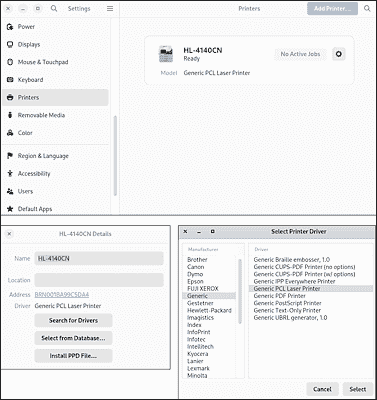 Settings
Printers
Add Printer...
Power
Displays
Mouse & Touchpad
Keyboard
Printers
Removable Media
Color
Region & Language
Accessibility
Users
Default Apps
HL-4140CN
Ready
No Active Jobs
Model Generic PCL Laser Printer
HL-4140CN Details
Name HL-4140CN
Location
Address BRN001BA99C5DA4
Driver Generic PCL Laser Printer
Search for Drivers
Select from Database...
Install PPD File...
Select Printer Driver
Manufacturer
Brother
Canon
Dymo
Epson
FUJI XEROX
Generic
Gestetner
Hewlett-Packard
Imagistics
Index
InfoPrint
Infotec
Intellitech
Kyocera
Lanier
Lexmark
Minolta
Driver
Generic Braille embosser, 1.0
Generic CUPS-PDF Printer (no options)
Generic CUPS-PDF Printer (w/ options)
Generic IPP Everywhere Printer
Generic PCL Laser Printer
Generic PDF Printer
Generic PostScript Printer
Generic Text-Only Printer
Generic UBRL generator, 1.0
Cancel
Select